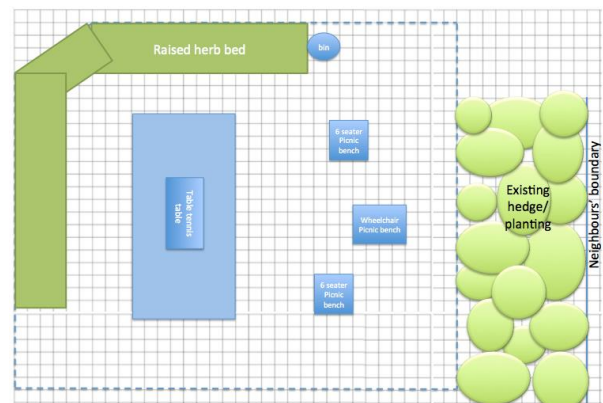 Raised herb bed
bin
6 seater
Picnic
bench
Table tennis
table
Wheelchair
Picnic bench
6 seater
Picnic
bench
Existing
hedge/
planting
Neighbours' boundary